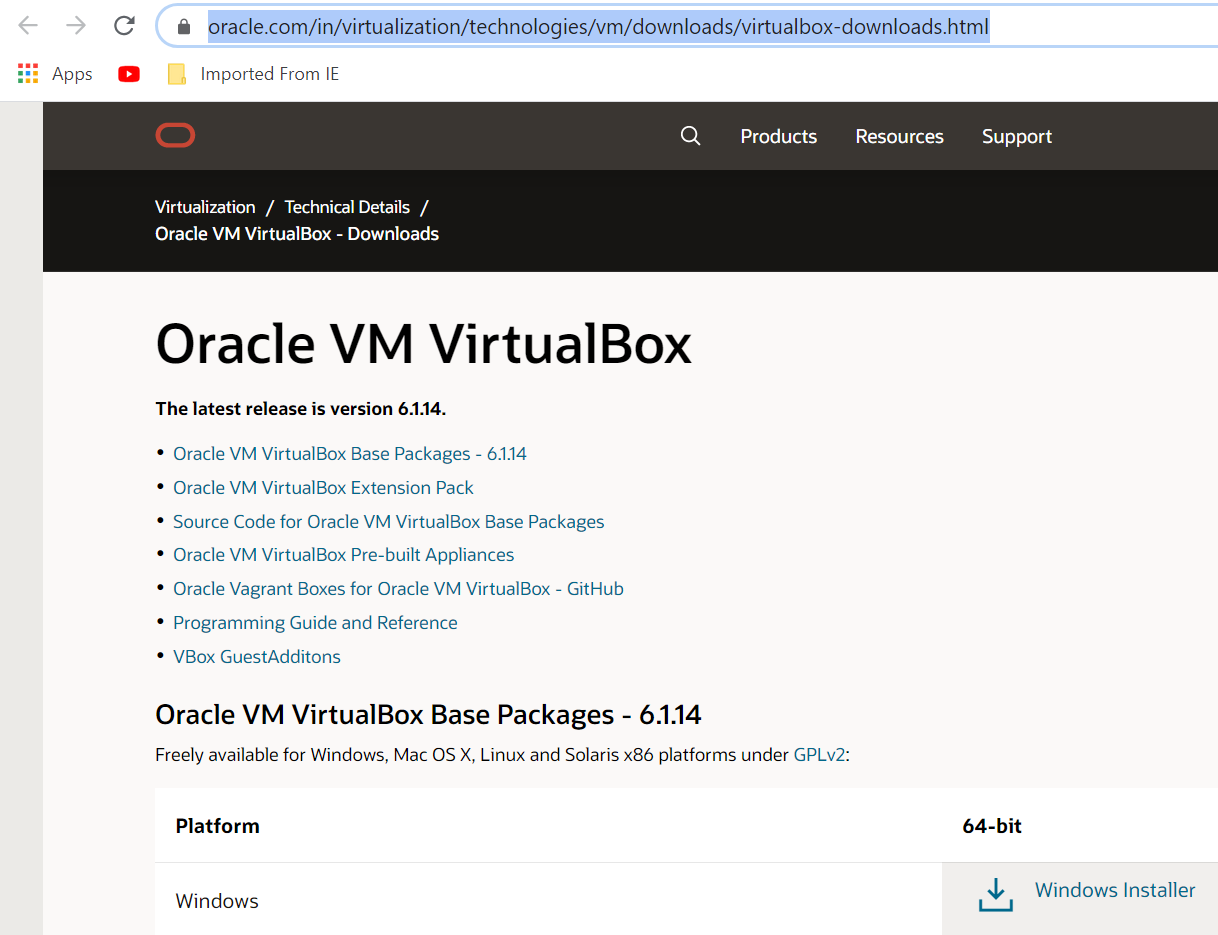 oracle.com/in/virtualization/technologies/vm/downloads/virtualbox-downloads.html
Apps
Imported From IE
Products Resources Support
Virtualization / Technical Details /
Oracle VM VirtualBox - Downloads
Oracle VM VirtualBox
The latest release is version 6.1.14.
• Oracle VM VirtualBox Base Packages - 6.1.14
• Oracle VM VirtualBox Extension Pack
• Source Code for Oracle VM VirtualBox Base Packages
• Oracle VM VirtualBox Pre-built Appliances
• Oracle Vagrant Boxes for Oracle VM VirtualBox - GitHub
• Programming Guide and Reference
• VBox GuestAdditons
Oracle VM VirtualBox Base Packages - 6.1.14
Freely available for Windows, Mac OS X, Linux and Solaris x86 platforms under GPLv2:
Platform 64-bit
Windows Windows Installer